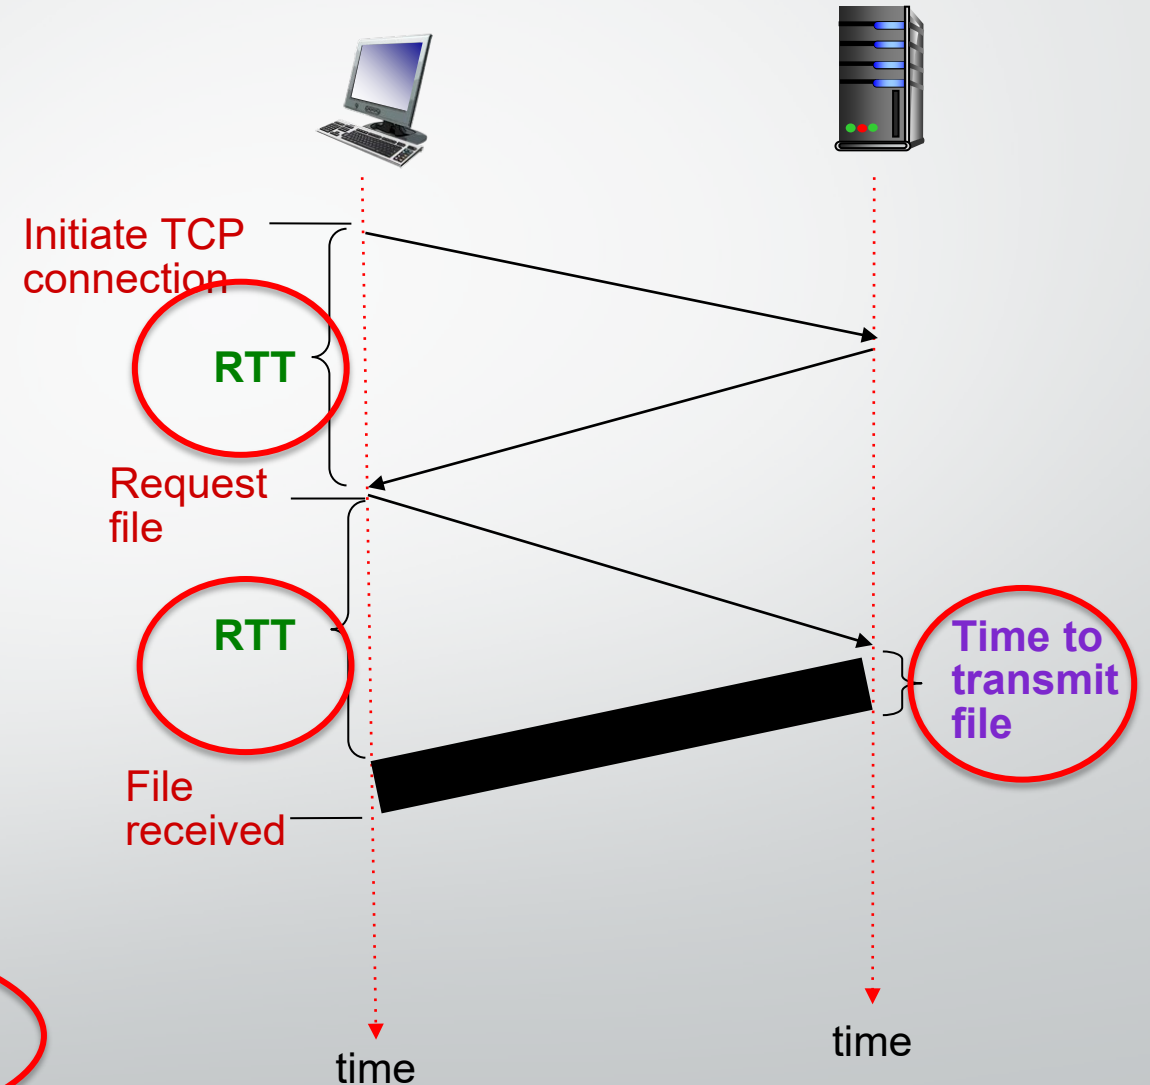 Initiate TCP
connection
RTT
Request
file
RTT
Time to
transmit
file
File
received
time
time